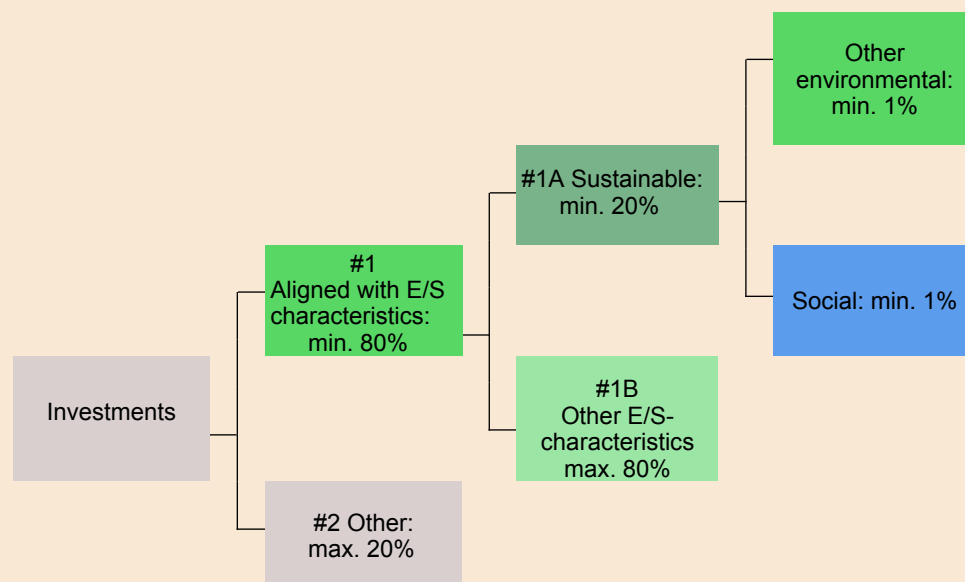 Other
environmental:
min. 1%
#1A Sustainable:
min. 20%
#1
Aligned with E/S
characteristics:
min. 80%
Social: min. 1%
Investments
#1B
Other E/S-
characteristics
max. 80%
#2 Other:
max. 20%